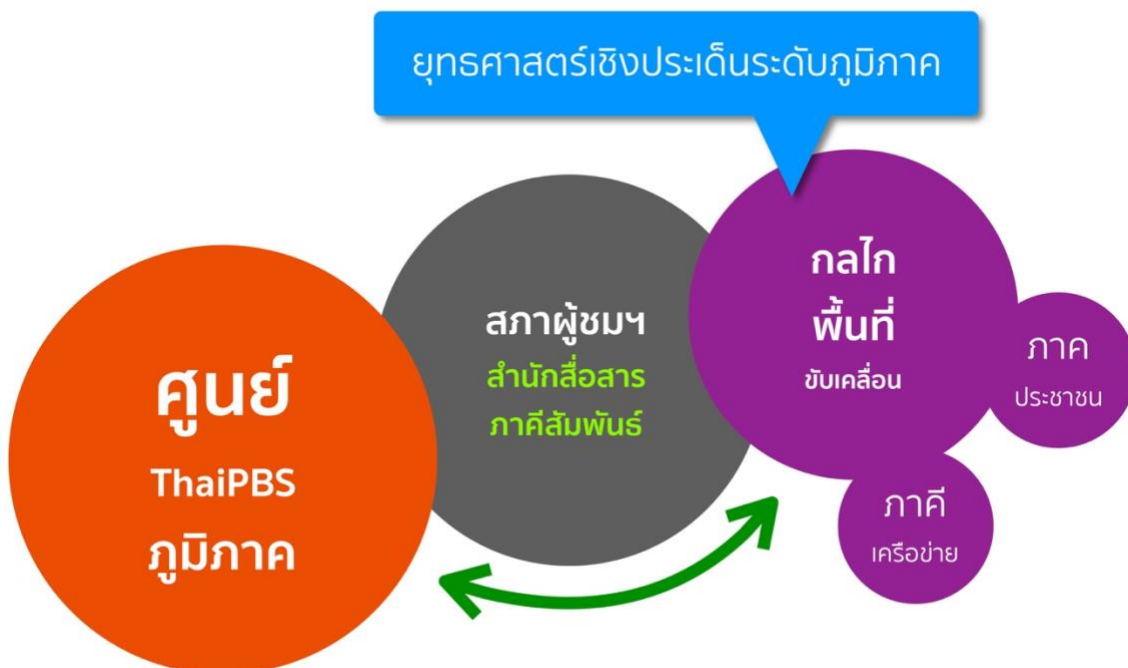 ยุทธศาสตร์เชิงประเด็นระดับภูมิภาค
ศูนย์
ThaiPBS
ภูมิภาค
สภาผู้ชมฯ
สำนักสื่อสาร
ภาคีสัมพันธ์
กลไก
พื้นที่
ขับเคลื่อน
ภาค
ประชาชน
ภาคี
เครือข่าย